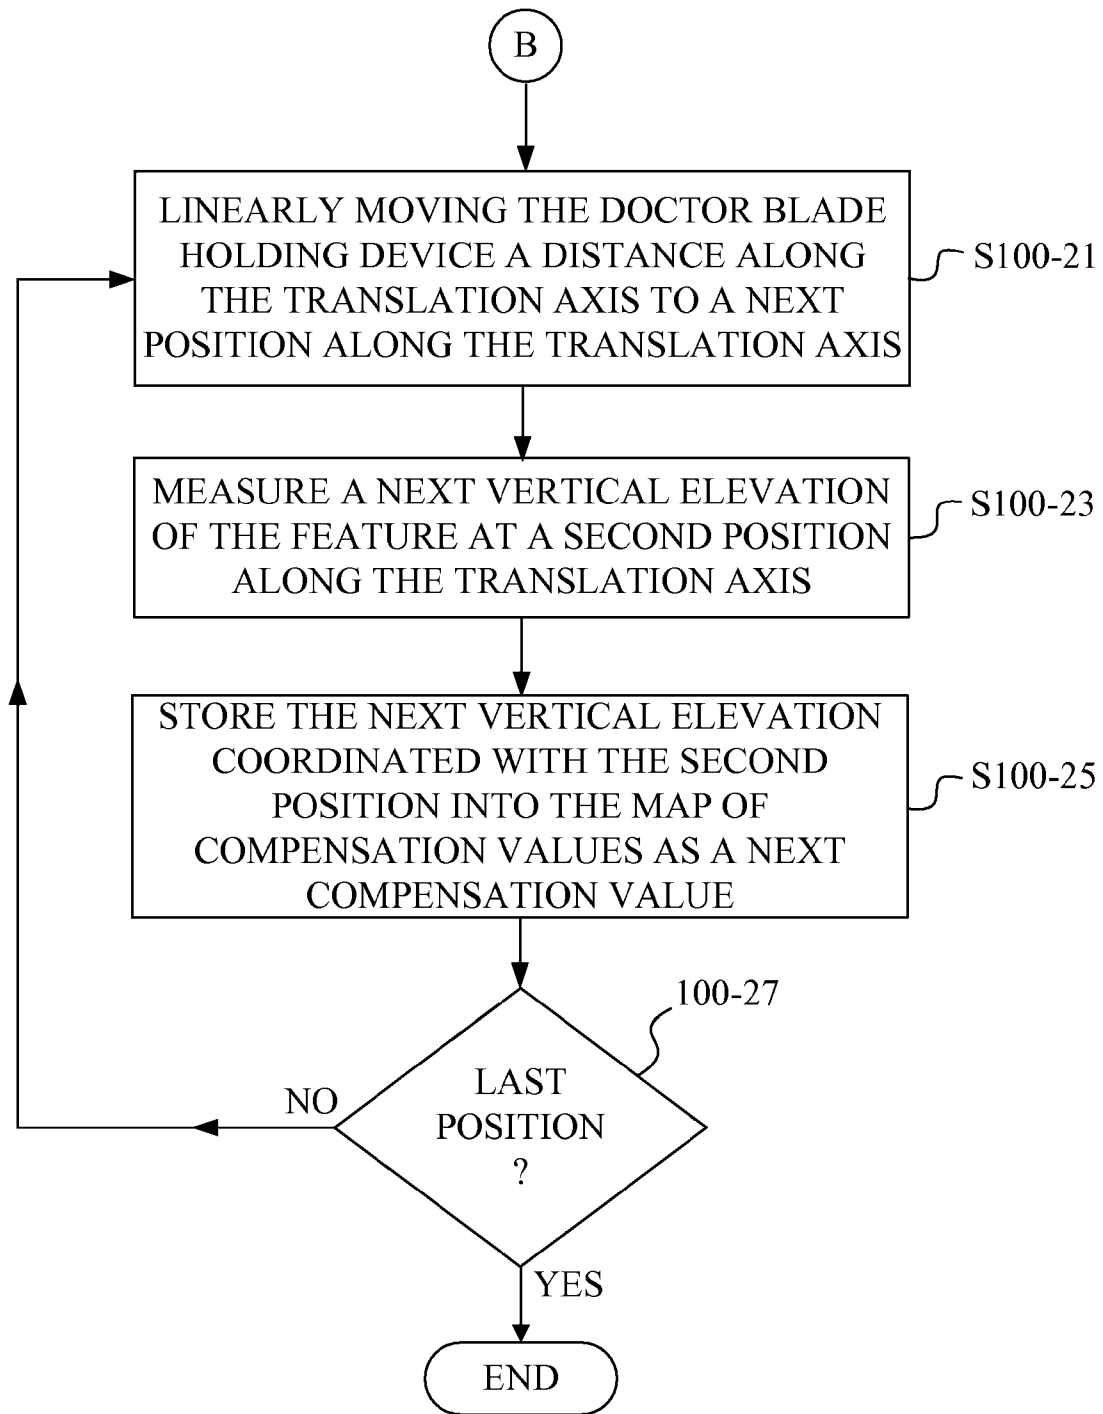 B
LINEARLY MOVING THE DOCTOR BLADE
HOLDING DEVICE A DISTANCE ALONG
THE TRANSLATION AXIS TO A NEXT
POSITION ALONG THE TRANSLATION AXIS
S100-21
MEASURE A NEXT VERTICAL ELEVATION
OF THE FEATURE AT A SECOND POSITION
ALONG THE TRANSLATION AXIS
S100-23
STORE THE NEXT VERTICAL ELEVATION
COORDINATED WITH THE SECOND
POSITION INTO THE MAP OF
COMPENSATION VALUES AS A NEXT
COMPENSATION VALUE
S100-25
100-27
LAST
POSITION
?
NO
YES
END